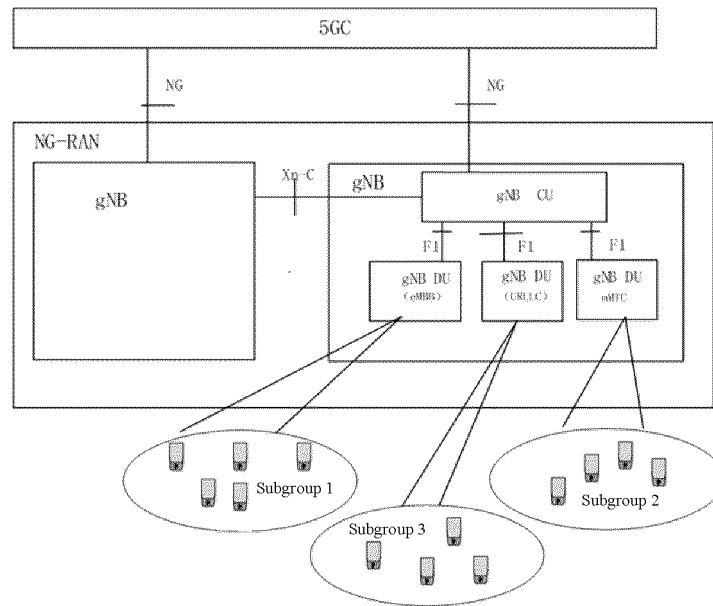 5GC
NG
NG
NG-RAN
gNB
Xn-C
gNB
gNB CU
F1
F1
F1
gNB DU
(eMBB)
gNB DU
(URLLC)
gNB DU
mMTC
Subgroup 1
Subgroup 2
Subgroup 3